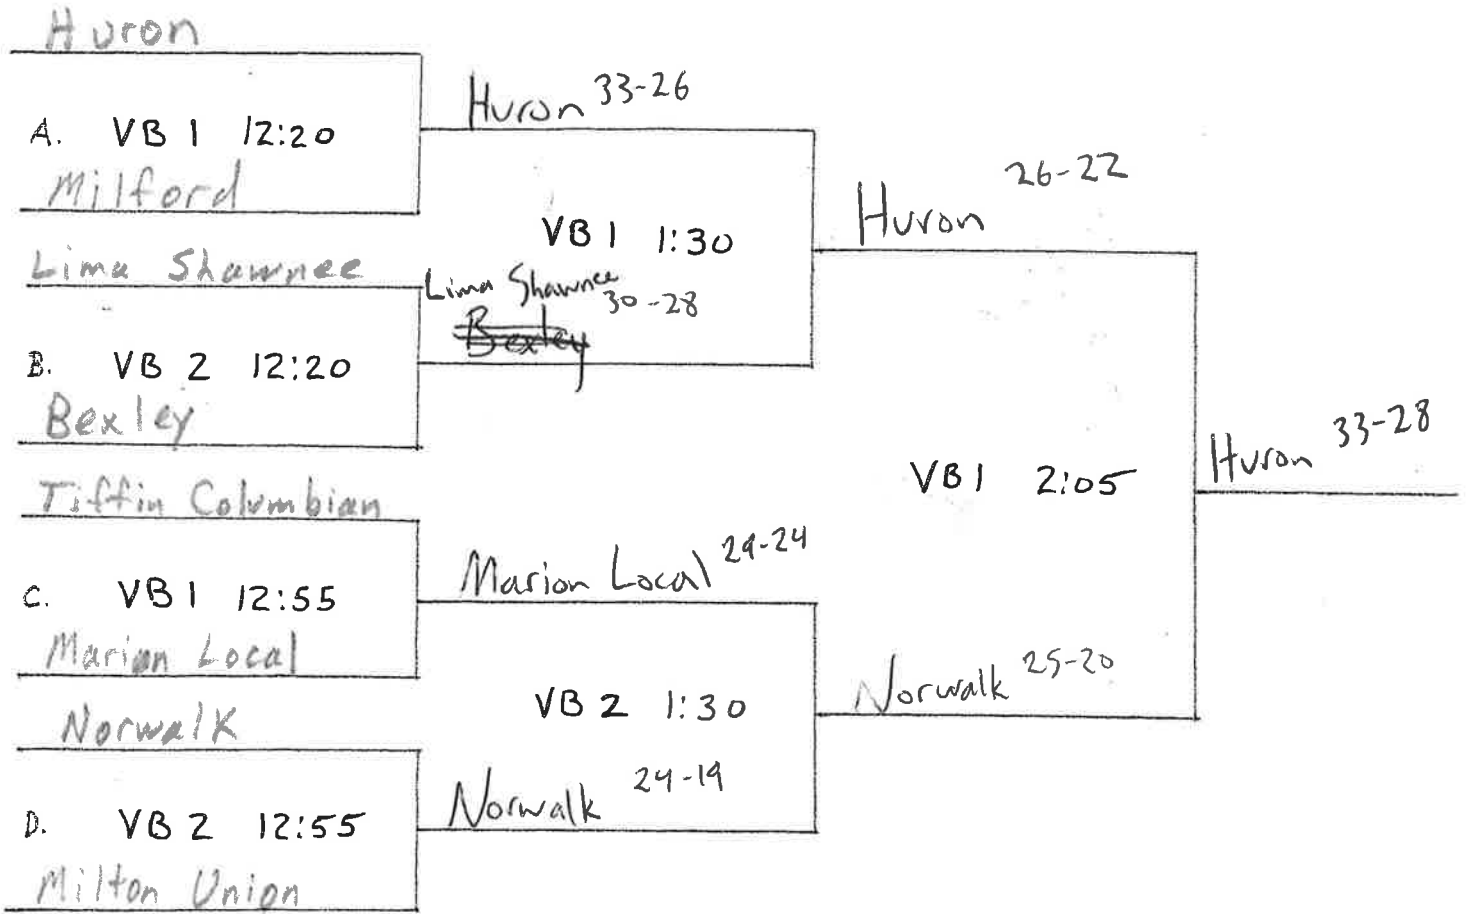 Huron
Huron 33-26
A. VB 1 12:20
Milford
26-22
Huron
VB 1 1:30
Lima Shawnee
Lima Shawnee
30-28
Bexley
B. VB 2 12:20
Bexley
Huron 33-28
VB 1 2:05
Tiffin Columbian
Marion Local 29-24
C. VB 1 12:55
Marion Local
Norwalk 25-20
VB 2 1:30
Norwalk
Norwalk 24-19
D. VB 2 12:55
Milton Union